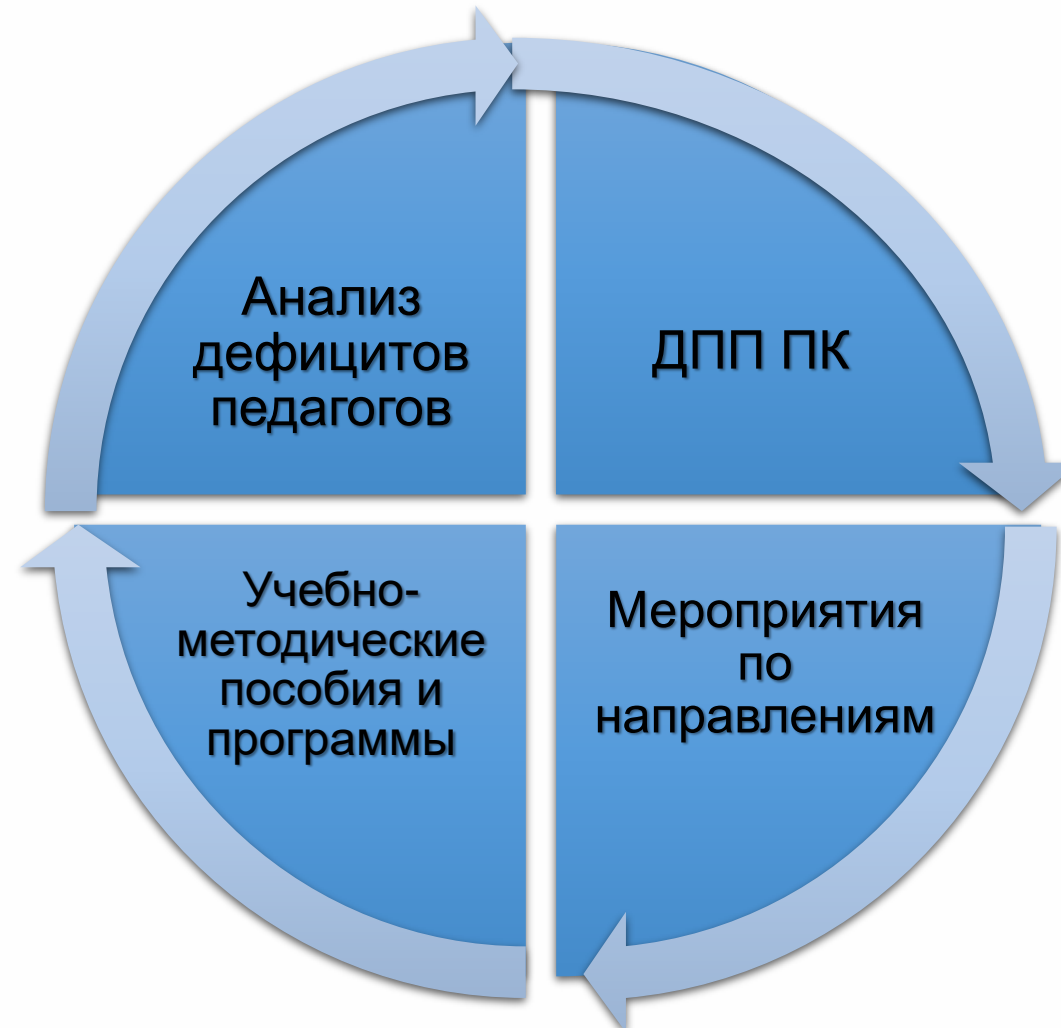 Анализ
дефицитов
педагогов
ДПП ПК
Мероприятия
по
направлениям
Учебно-
методические
пособия и
программы